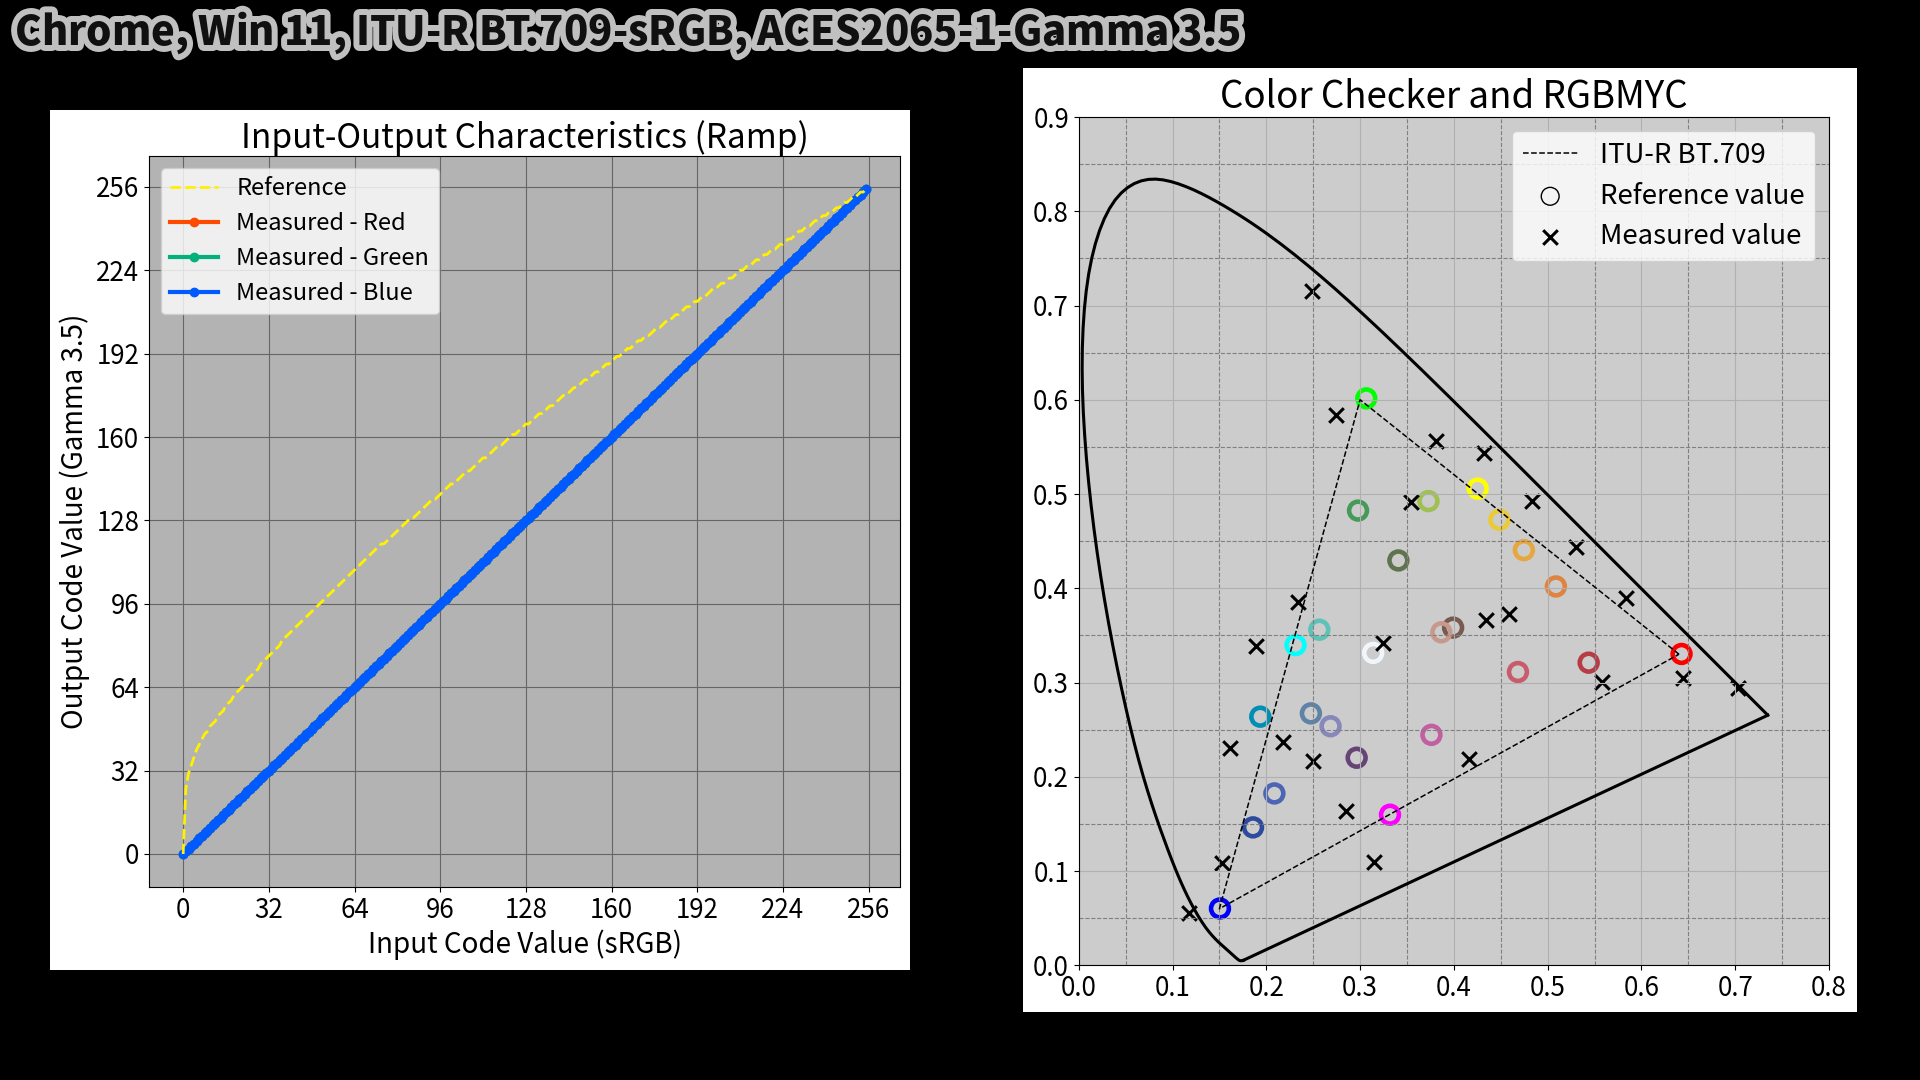 Chrome, Win 11, ITU-R BT.709-sRGB, ACES2065-1-Gamma 3.5
Input-Output Characteristics (Ramp)
Reference
Measured - Red
Measured - Green
Measured - Blue
Output Code Value (Gamma 3.5)
256
224
192
160
128
96
64
32
0
0 32 64 96 128 160 192 224 256
Input Code Value (sRGB)
Color Checker and RGBMYC
ITU-R BT.709
Reference value
Measured value
0.9
0.8
0.7
0.6
0.5
0.4
0.3
0.2
0.1
0.0
0.0 0.1 0.2 0.3 0.4 0.5 0.6 0.7 0.8